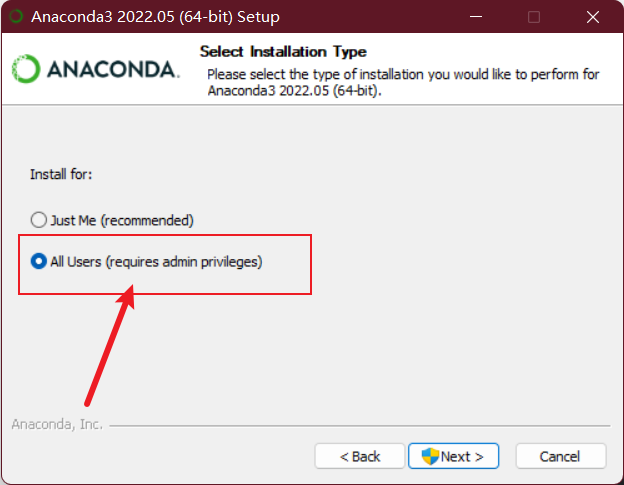 Anaconda3 2022.05 (64-bit) Setup
ANACONDA.
Select Installation Type
Please select the type of installation you would like to perform for
Anaconda3 2022.05 (64-bit).
Install for:
Just Me (recommended)
All Users (requires admin privileges)
Anaconda, Inc.
< Back
Next >
Cancel